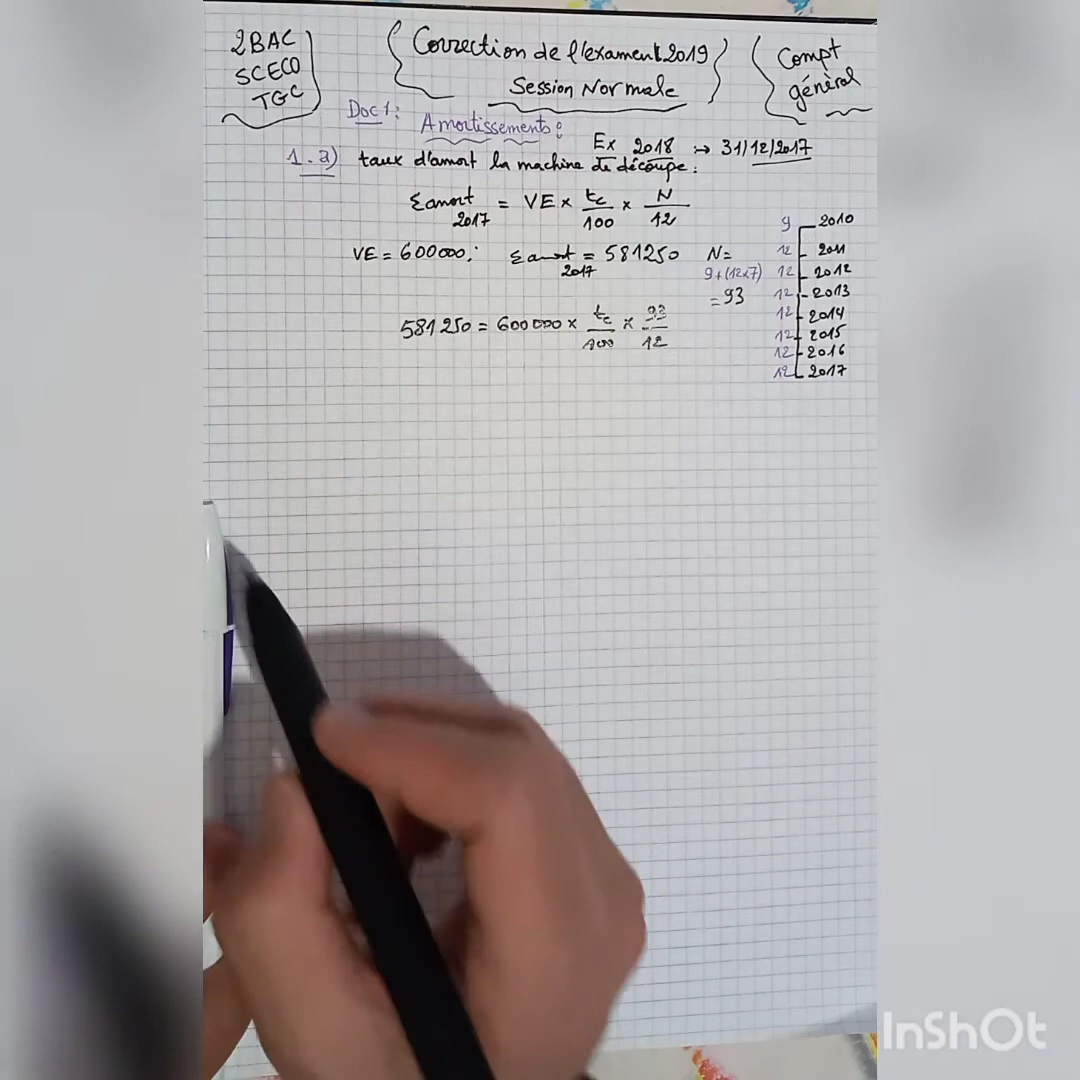 2BAC
SCECO
TGC
Correction de l'examen 2019
Session Normale
Compt
général
Doc 1:
Amortissements:
Ex 2018 → 31/12/2017
1.a) taux d'amort la machine de découpe:
Σamort 2017 = VE × tc/100 × N/12
VE = 600000; Σamort 2017 = 581250 N=
9+(12×7)
= 93
581250 = 600000 × tc/100 × 93/12
9 2010
12 2011
12 2012
12 2013
12 2014
12 2015
12 2016
12 2017
InShOt